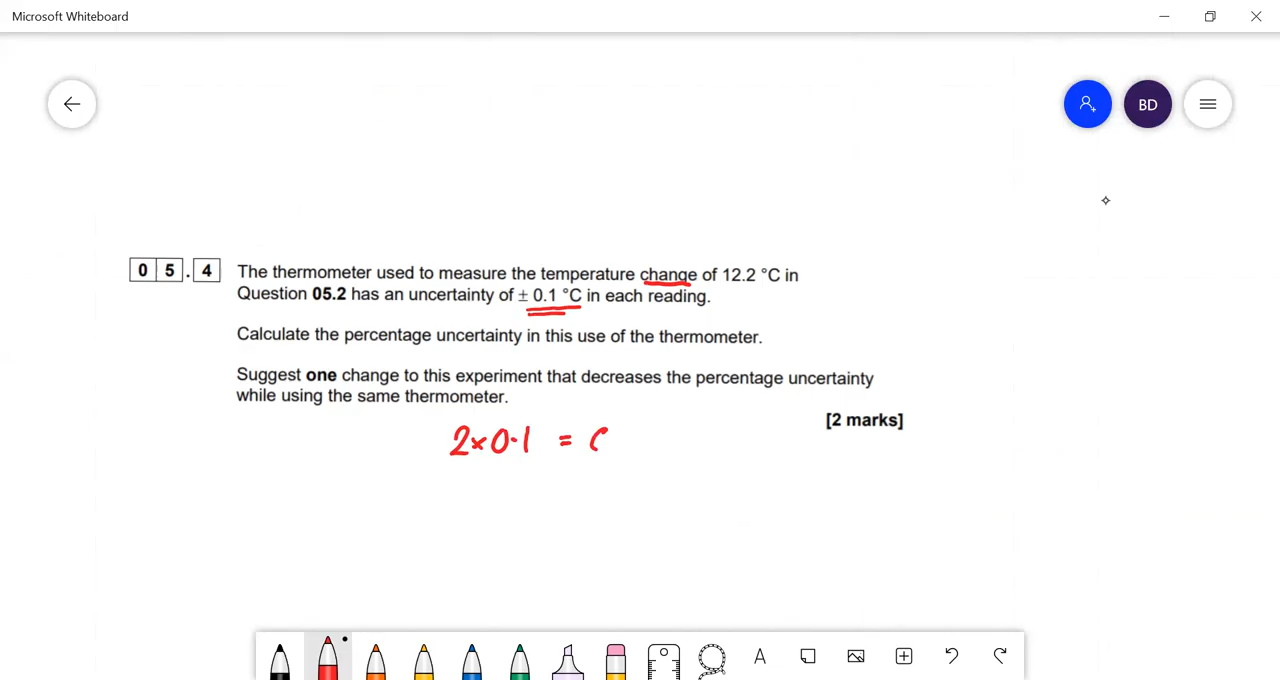 Microsoft Whiteboard
BD
0 5 . 4 The thermometer used to measure the temperature change of 12.2 °C in
Question 05.2 has an uncertainty of ± 0.1 °C in each reading.
Calculate the percentage uncertainty in this use of the thermometer.
Suggest one change to this experiment that decreases the percentage uncertainty
while using the same thermometer.
[2 marks]
2×0.1 =
A